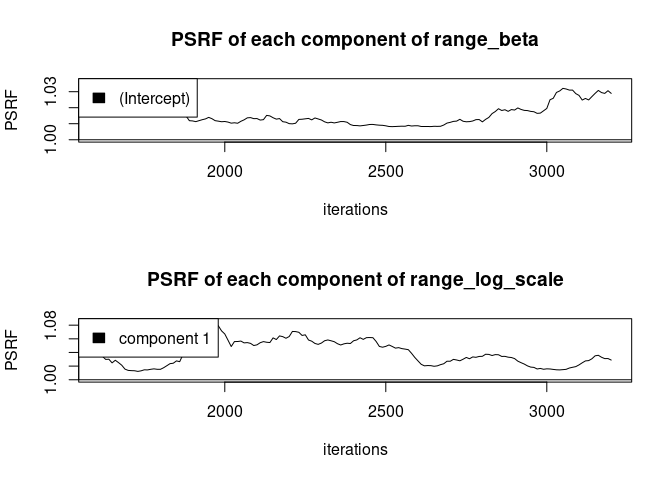 PSRF of each component of range_beta
PSRF
1.03
1.00
(Intercept)
2000 2500 3000
iterations
PSRF of each component of range_log_scale
PSRF
1.08
1.00
component 1
2000 2500 3000
iterations